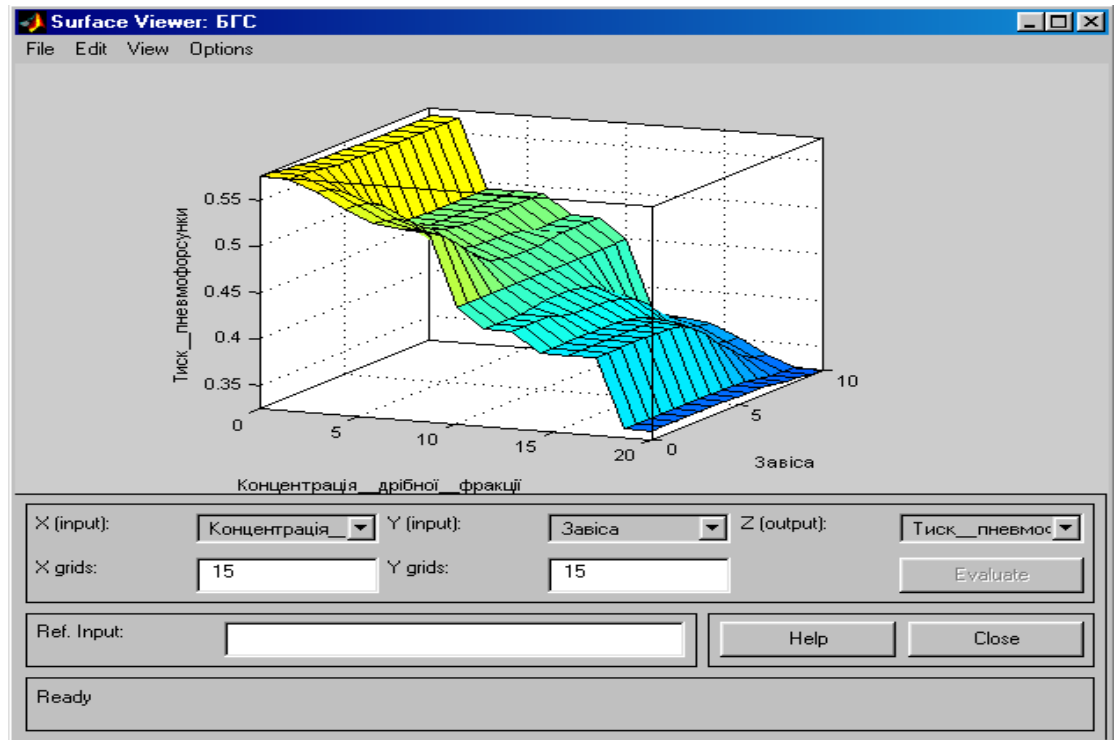 Surface Viewer: БГС
File Edit View Options
Тиск__пневмофорсунки
0.55
0.5
0.45
0.4
0.35
0
5
10
15
20
0
5
10
Концентрація__дрібної__фракції
Завіса
X (input): Концентрація__ Y (input): Завіса Z (output): Тиск__пневмос
X grids: 15 Y grids: 15 Evaluate
Ref. Input: Help Close
Ready